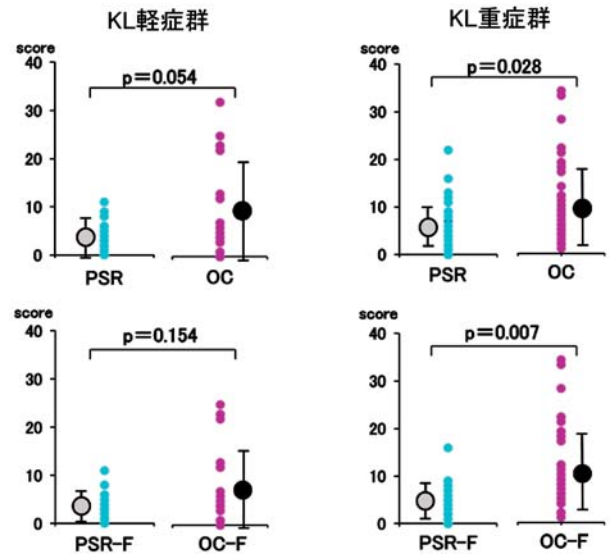 KL軽症群
score
40
p＝0.054
30
20
10
0
PSR
OC
KL重症群
score
40
p＝0.028
30
20
10
0
PSR
OC
score
40
p＝0.154
30
20
10
0
PSR-F
OC-F
score
40
p＝0.007
30
20
10
0
PSR-F
OC-F